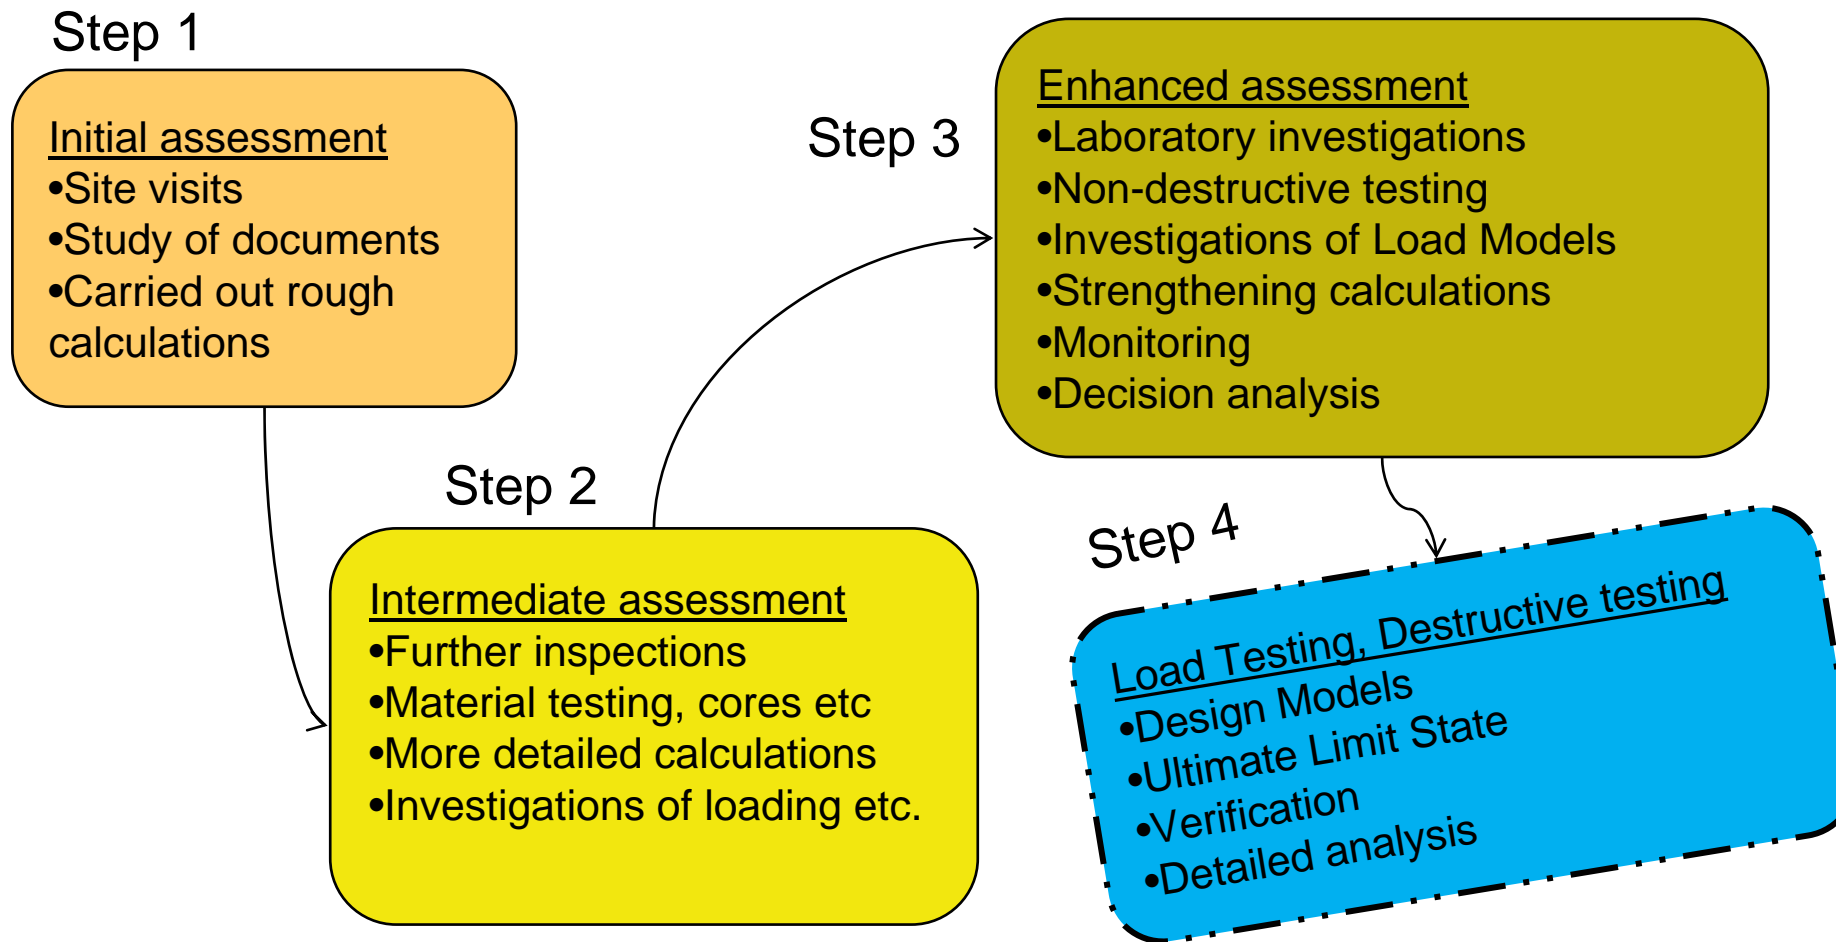 Step 1
Initial assessment
•Site visits
•Study of documents
•Carried out rough
calculations
Step 2
Intermediate assessment
•Further inspections
•Material testing, cores etc
•More detailed calculations
•Investigations of loading etc.
Step 3
Enhanced assessment
•Laboratory investigations
•Non-destructive testing
•Investigations of Load Models
•Strengthening calculations
•Monitoring
•Decision analysis
Step 4
Load Testing, Destructive testing
•Design Models
•Ultimate Limit State
•Verification
•Detailed analysis